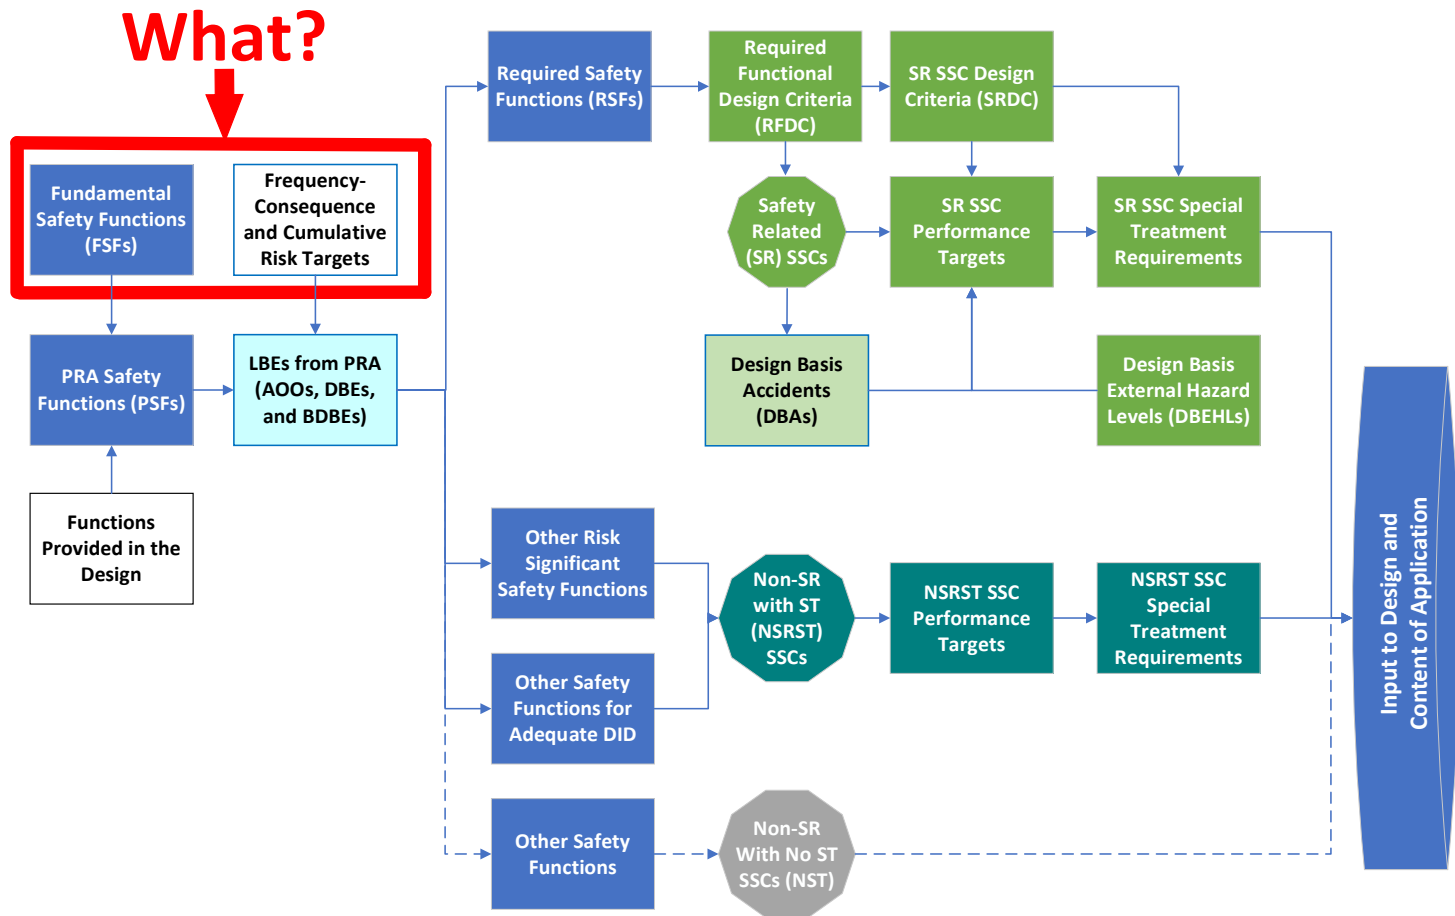 What?
Fundamental
Safety Functions
(FSFs)
Frequency-
Consequence
and Cumulative
Risk Targets
PRA Safety
Functions (PSFs)
LBEs from PRA
(AOOs, DBEs,
and BDBEs)
Functions
Provided in the
Design
Required Safety
Functions (RSFs)
Required
Functional
Design Criteria
(RFDC)
SR SSC Design
Criteria (SRDC)
Safety
Related
(SR) SSCs
SR SSC
Performance
Targets
SR SSC Special
Treatment
Requirements
Design Basis
Accidents
(DBAs)
Design Basis
External Hazard
Levels (DBEHLs)
Other Risk
Significant
Safety Functions
Other Safety
Functions for
Adequate DID
Non-SR
with ST
(NSRST)
SSCs
NSRST SSC
Performance
Targets
NSRST SSC
Special
Treatment
Requirements
Other Safety
Functions
Non-SR
With No ST
SSCs (NST)
Input to Design and
Content of Application